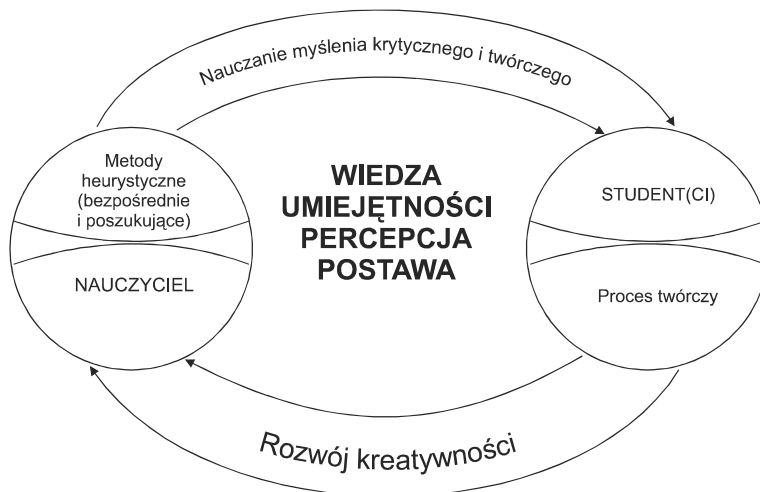 Nauczanie myślenia krytycznego i twórczego
Metody
heurystyczne
(bezpośrednie
i poszukujące)
NAUCZYCIEL
WIEDZA
UMIEJĘTNOŚCI
PERCEPCJA
POSTAWA
STUDENT(CI)
Proces twórczy
Rozwój kreatywności